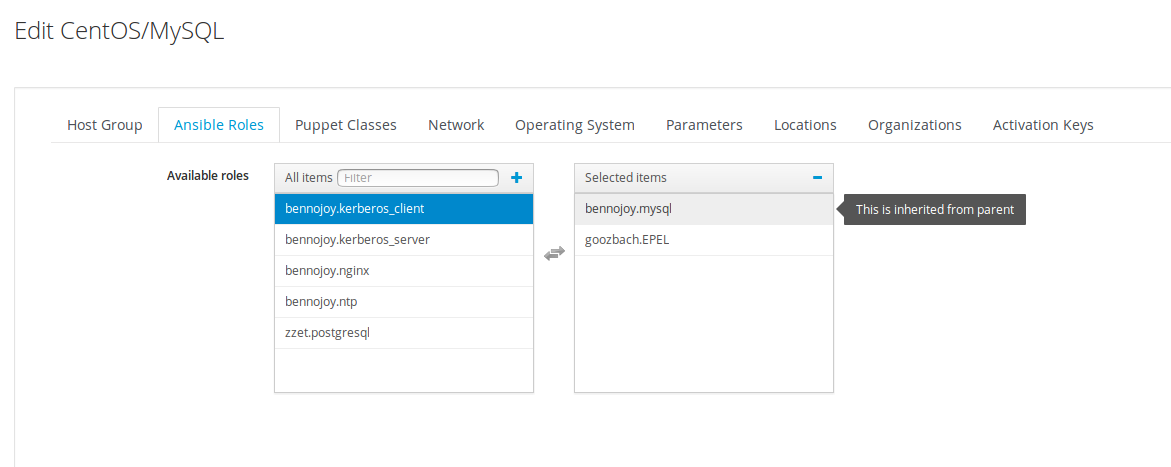 Edit CentOS/MySQL
Host Group Ansible Roles Puppet Classes Network Operating System Parameters Locations Organizations Activation Keys
Available roles All items Filter + Selected items −
bennojoy.kerberos_client bennojoy.mysql This is inherited from parent
bennojoy.kerberos_server goozbach.EPEL
bennojoy.nginx
bennojoy.ntp
zzet.postgresql